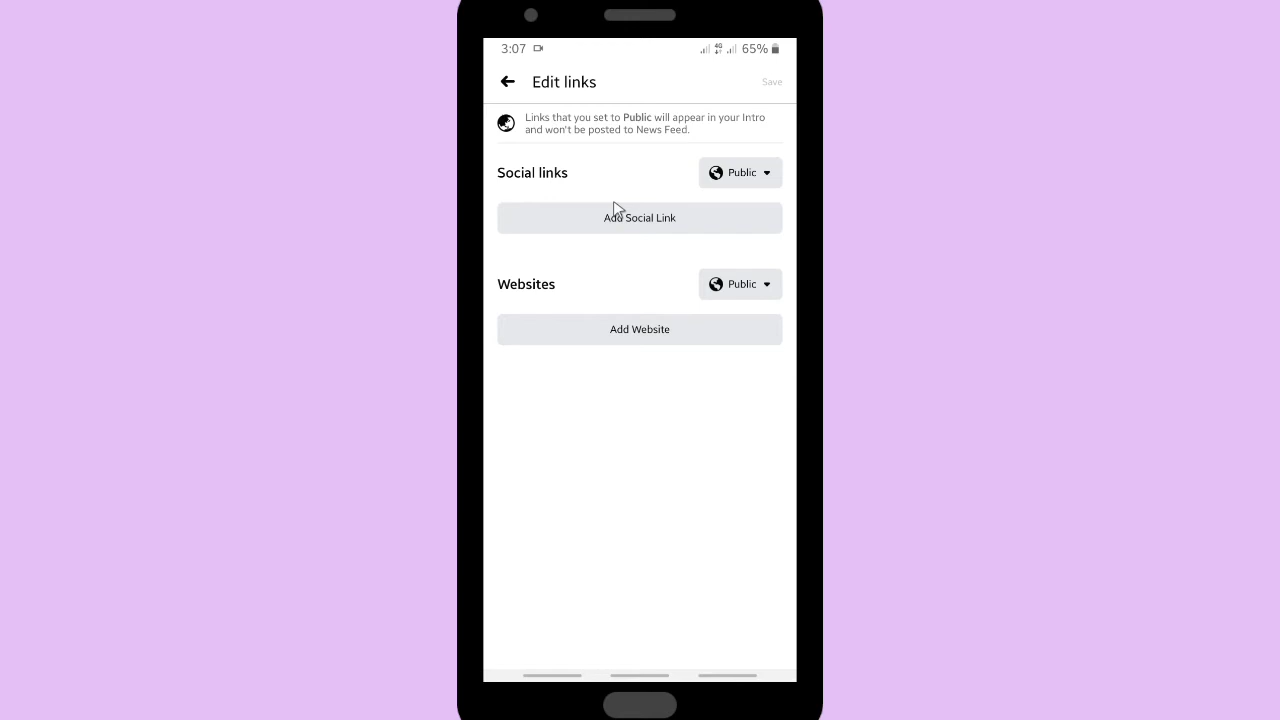 3:07
4G
65%
Edit links
Save
Links that you set to Public will appear in your Intro
and won't be posted to News Feed.
Social links
Public
Add Social Link
Websites
Public
Add Website